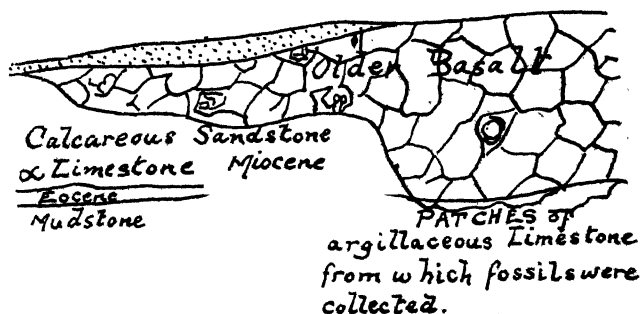 Older Basalt
Calcareous Sandstone
& Limestone Miocene
Eocene
Mudstone
PATCHES of
argillaceous Limestone
from which fossils were
collected.